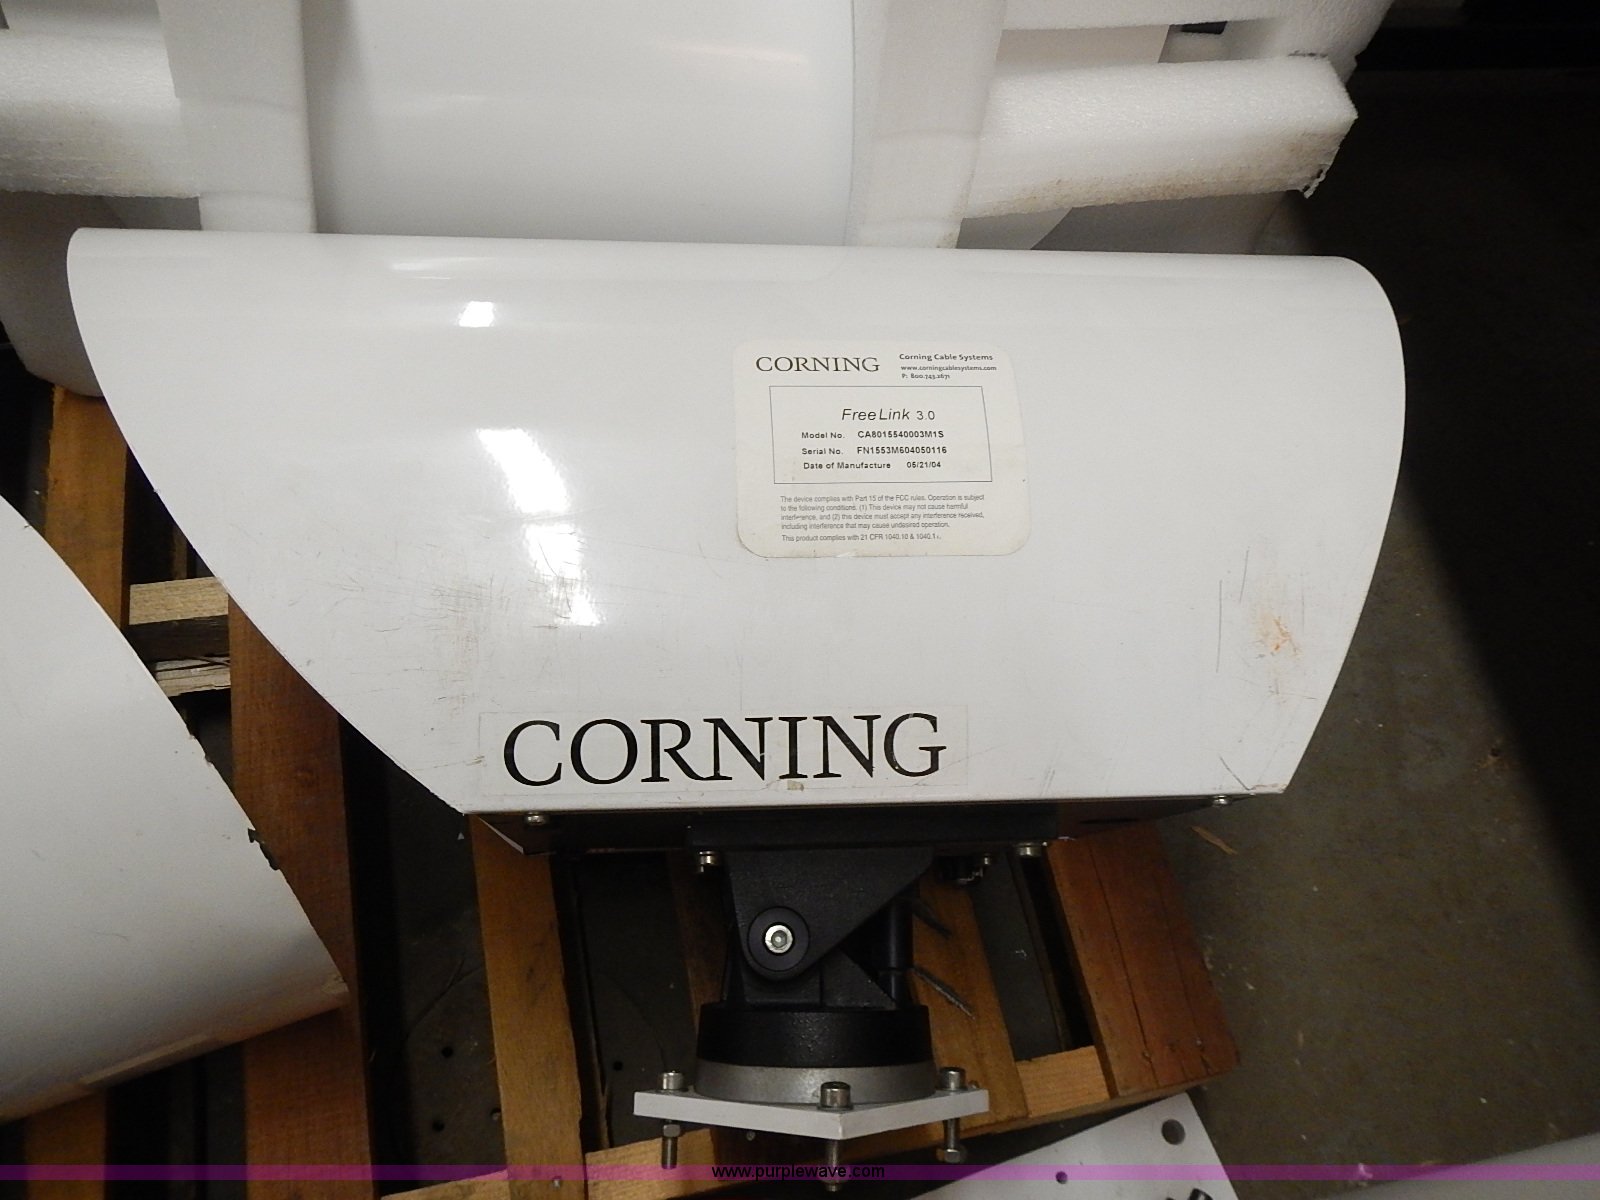 CORNING
Corning Cable Systems
www.corningcablesystems.com
P: 800.743.2671
FreeLink 3.0
Model No. CA8015540003M1S
Serial No. FN1553M604050116
Date of Manufacture 05/21/04
The device complies with Part 15 of the FCC rules. Operation is subject
to the following conditions. (1) This device may not cause harmful
interference, and (2) this device must accept any interference received,
including interference that may cause undesired operation.
This product complies with 21 CFR 1040.10 &
CORNING
www.purplewave.com